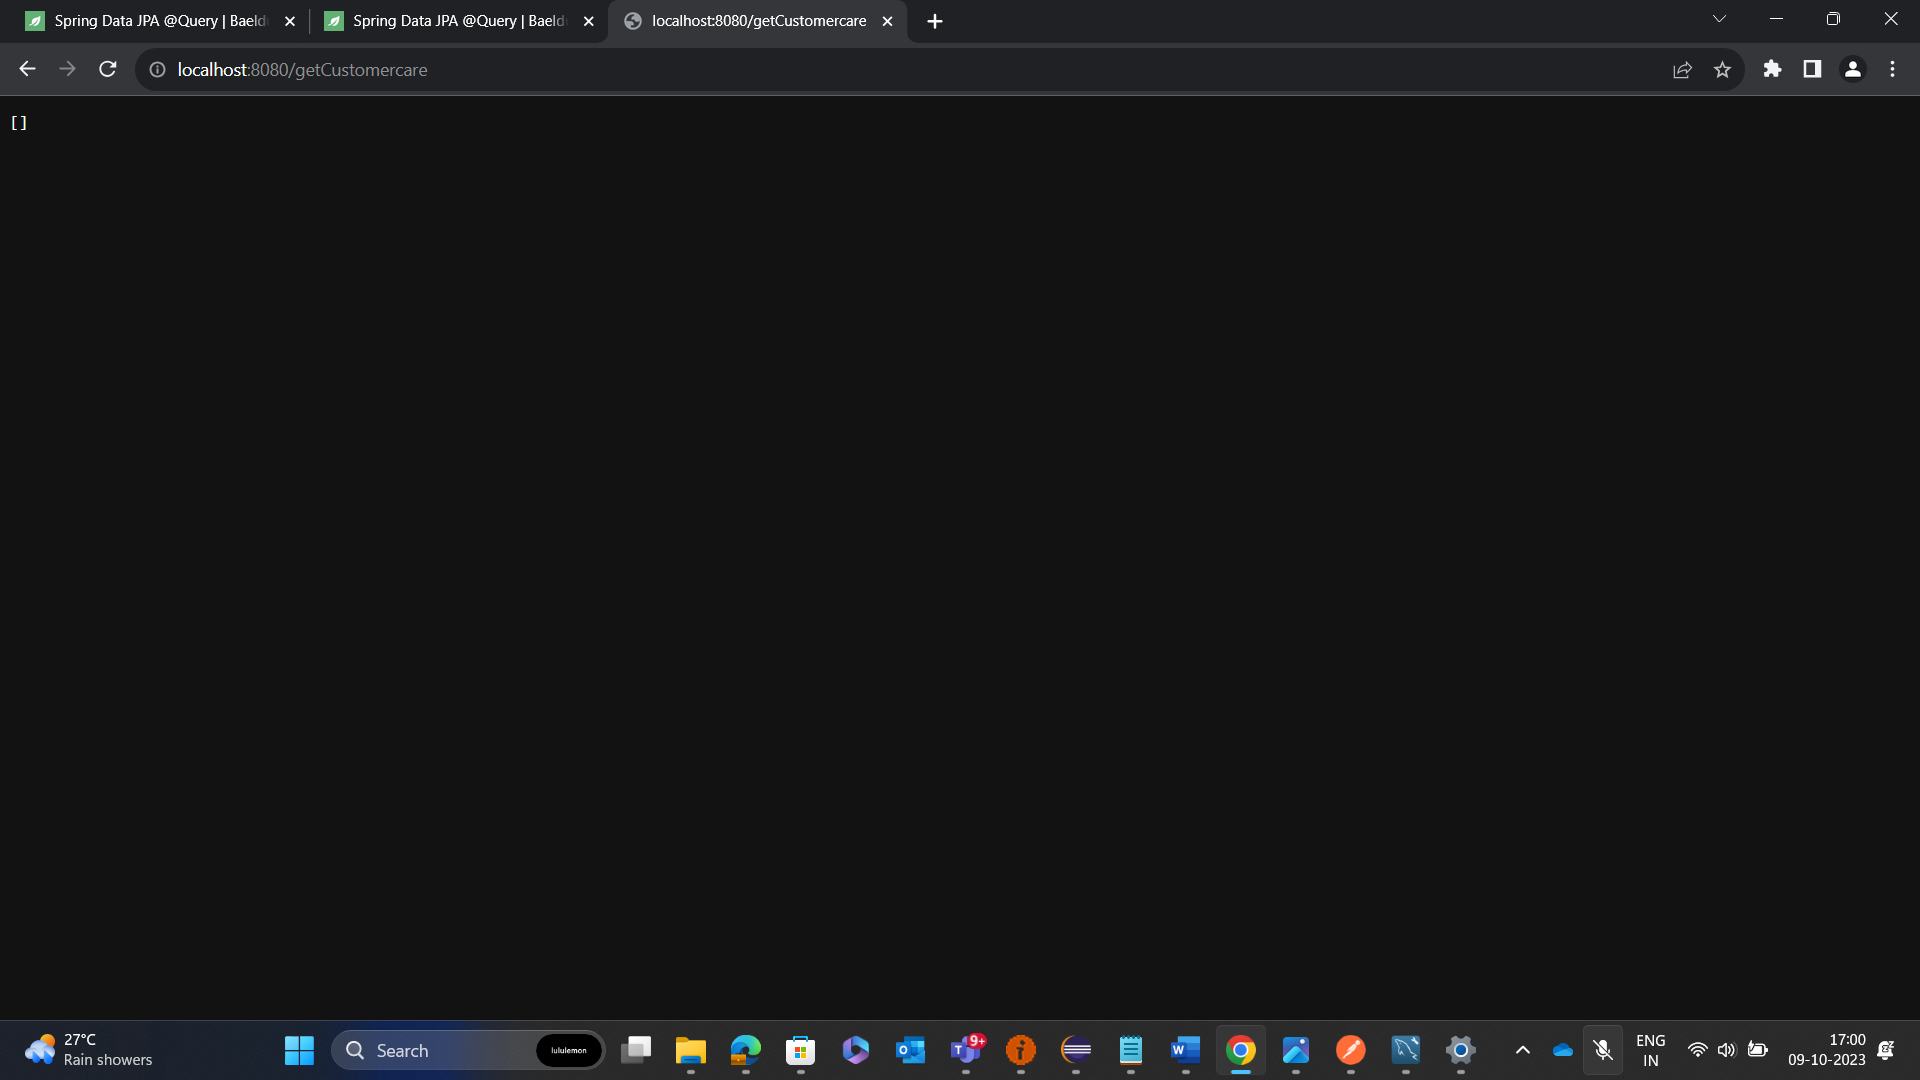 Spring Data JPA @Query | Baeld
Spring Data JPA @Query | Baeld
localhost:8080/getCustomercare
localhost:8080/getCustomercare
[]
27°C
Rain showers
Search
lululemon
9+
ENG
IN
17:00
09-10-2023